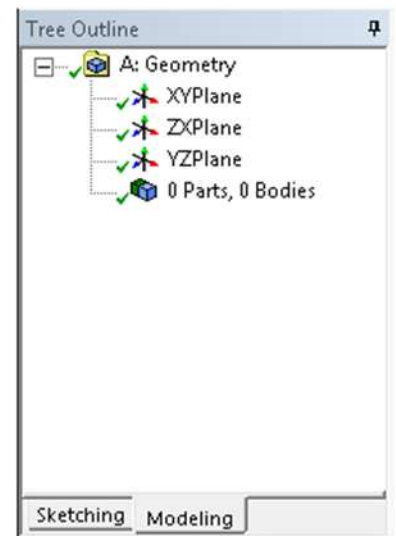 Tree Outline
A: Geometry
XYPlane
ZXPlane
YZPlane
0 Parts, 0 Bodies
Sketching Modeling